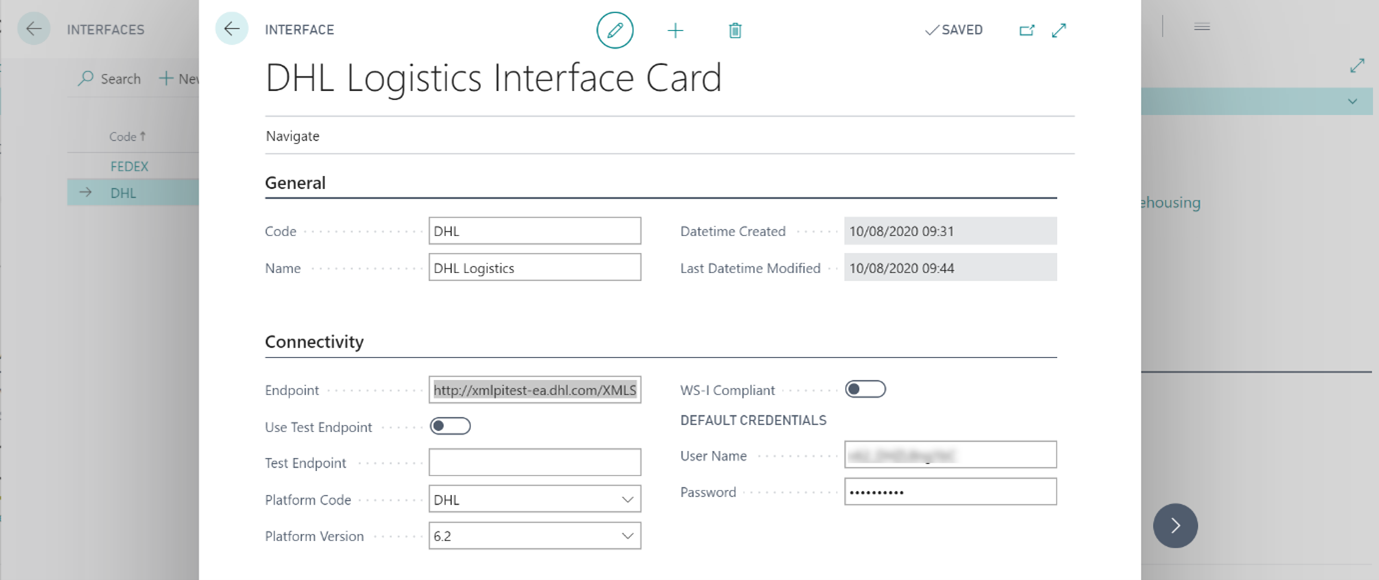 INTERFACES
Search
New
Code ↑
FEDEX
DHL
INTERFACE
SAVED
DHL Logistics Interface Card
Navigate
General
Code
DHL
Datetime Created
10/08/2020 09:31
Name
DHL Logistics
Last Datetime Modified
10/08/2020 09:44
Connectivity
Endpoint
http://xmlpitest-ea.dhl.com/XMLS
WS-I Compliant
Use Test Endpoint
DEFAULT CREDENTIALS
Test Endpoint
User Name
Platform Code
DHL
Password
••••••••••
Platform Version
6.2
ehousing